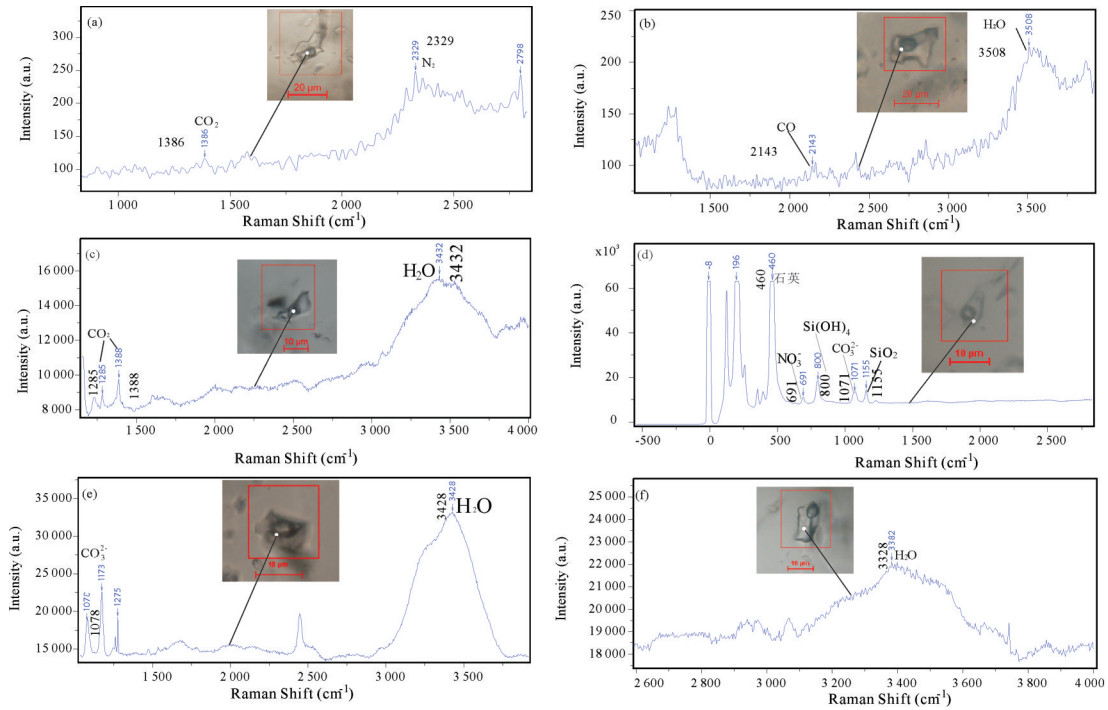 (a)
Intensity (a.u.)
300
250
200
150
100
20 μm
1386
CO₂
1386
2329
2329
N₂
2798
1 000
1 500
2 000
2 500
Raman Shift (cm⁻¹)
(b)
Intensity (a.u.)
250
200
150
100
CO
2143
2143
H₂O
3508
3508
1 500
2 000
2 500
3 000
3 500
Raman Shift (cm⁻¹)
(c)
Intensity (a.u.)
16 000
14 000
12 000
10 000
8 000
CO₂
1285
1285
1388
1388
10 μm
H₂O
3432
3432
1 500
2 000
2 500
3 000
3 500
4 000
Raman Shift (cm⁻¹)
(d)
x10³
Intensity (a.u.)
60
40
20
0
-8
196
460
460
石英
NO₃⁻
691
691
Si(OH)₄
800
800
CO₃²⁻
1071
1071
SiO₂
1155
1155
10 μm
-500
0
500
1 000
1 500
2 000
2 500
Raman Shift (cm⁻¹)
(e)
Intensity (a.u.)
35 000
30 000
25 000
20 000
15 000
CO₃²⁻
1078
1173
1275
3428
3428
H₂O
1 500
2 000
2 500
3 000
3 500
Raman Shift (cm⁻¹)
(f)
Intensity (a.u.)
25 000
24 000
23 000
22 000
21 000
20 000
19 000
18 000
3328
3382
H₂O
2 600
2 800
3 000
3 200
3 400
3 600
3 800
4 000
Raman Shift (cm⁻¹)